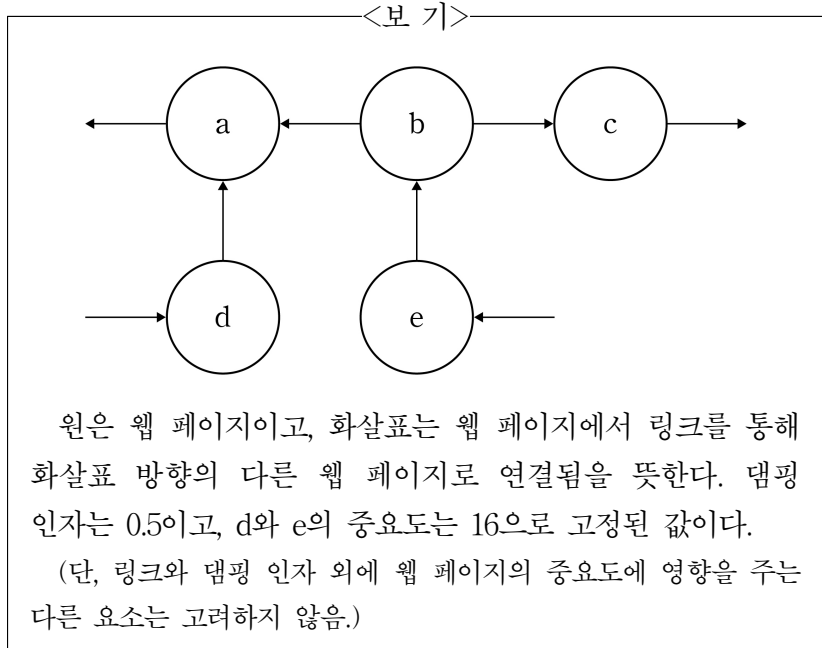 <보 기>
a b c
d e
원은 웹 페이지이고, 화살표는 웹 페이지에서 링크를 통해
화살표 방향의 다른 웹 페이지로 연결됨을 뜻한다. 댐핑
인자는 0.5이고, d와 e의 중요도는 16으로 고정된 값이다.
(단, 링크와 댐핑 인자 외에 웹 페이지의 중요도에 영향을 주는
다른 요소는 고려하지 않음.)